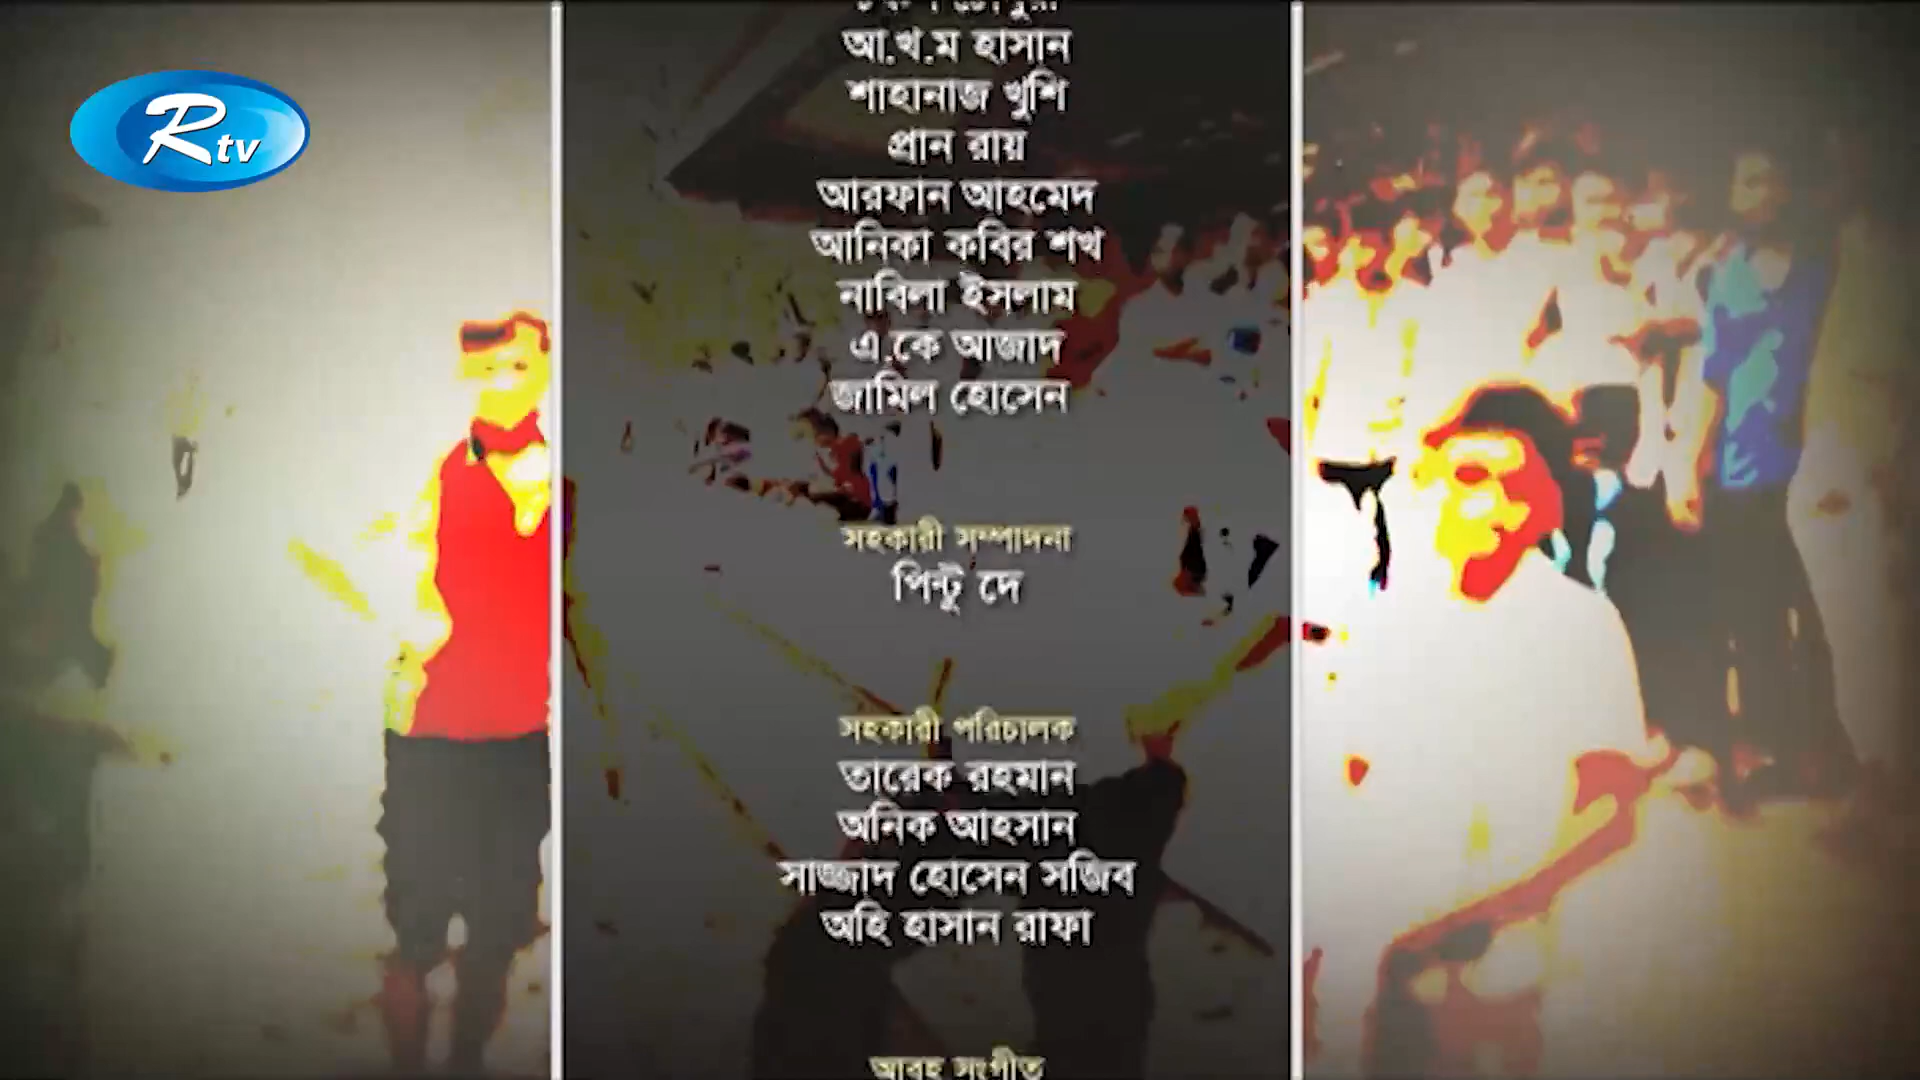 Rtv
আ.খ.ম হাসান
শাহানাজ খুশি
প্রান রায়
আরফান আহমেদ
আনিকা কবির শখ
নাবিলা ইসলাম
এ.কে আজাদ
জামিল হোসেন
সহকারী সম্পাদনা
পিন্টু দে
সহকারী পরিচালক
তারেক রহমান
অনিক আহসান
সাজ্জাদ হোসেন সজিব
অহি হাসান রাফা
আবহ সংগীত